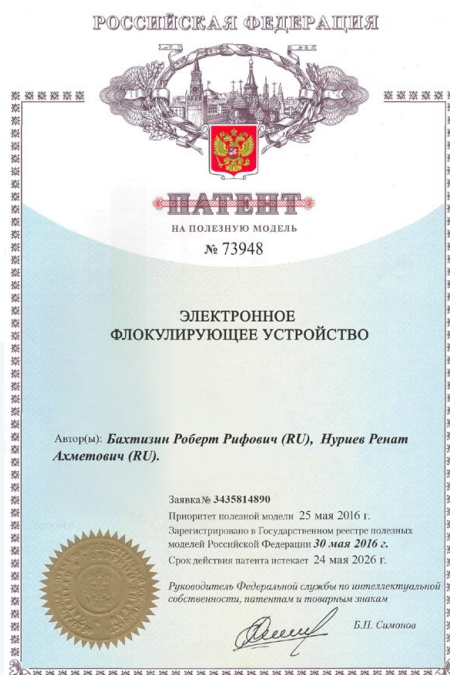 РОССИЙСКАЯ ФЕДЕРАЦИЯ
ПАТЕНТ
НА ПОЛЕЗНУЮ МОДЕЛЬ
№ 73948
ЭЛЕКТРОННОЕ
ФЛОКУЛИРУЮЩЕЕ УСТРОЙСТВО
Автор(ы): Бахтизин Роберт Рифович (RU), Нуриев Ренат
Ахметович (RU).
Заявка№ 3435814890
Приоритет полезной модели 25 мая 2016 г.
Зарегистрировано в Государственном реестре полезных
моделей Российской Федерации 30 мая 2016 г.
Срок действия патента истекает 24 мая 2026 г.
Руководитель Федеральной службы по интеллектуальной
собственности, патентам и товарным знакам
Б.П. Симонов